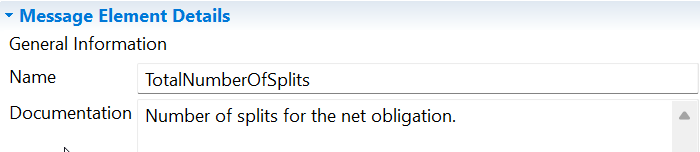 Message Element Details
General Information
Name TotalNumberOfSplits
Documentation Number of splits for the net obligation.